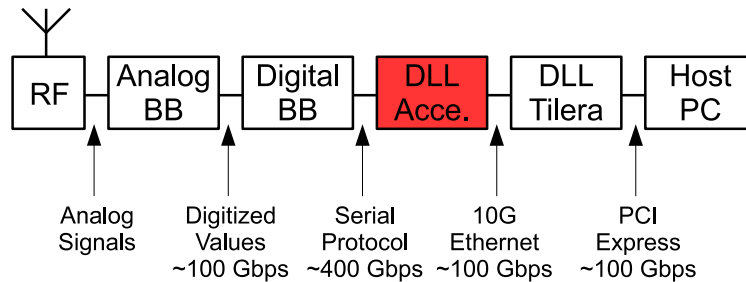 RF
Analog
BB
Digital
BB
DLL
Acce.
DLL
Tilera
Host
PC
Analog
Signals
Digitized
Values
~100 Gbps
Serial
Protocol
~400 Gbps
10G
Ethernet
~100 Gbps
PCI
Express
~100 Gbps